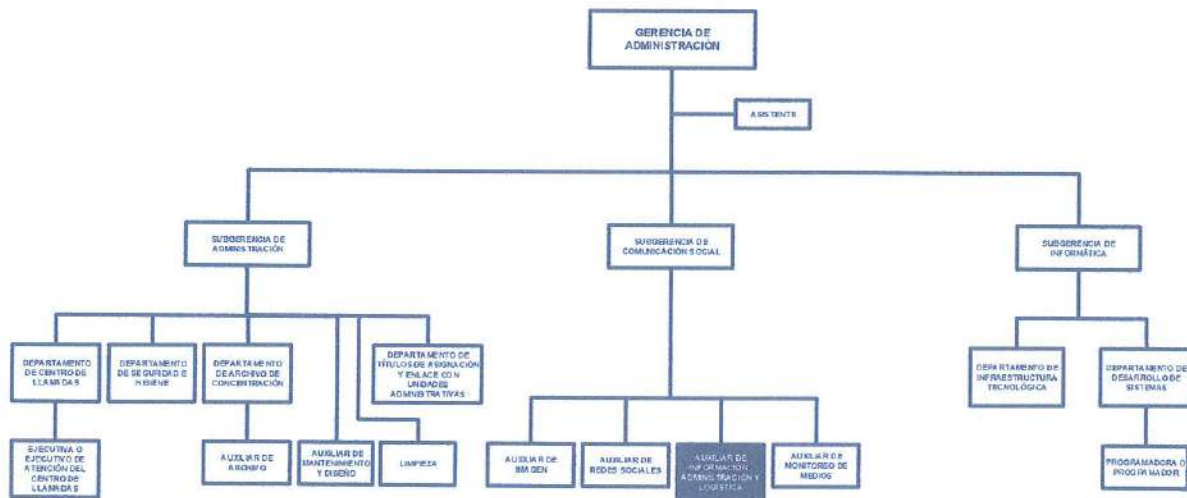 GERENCIA DE
ADMINISTRACIÓN
ASISTENTE
SUBGERENCIA DE
ADMINISTRACIÓN
SUBGERENCIA DE
COMUNICACIÓN SOCIAL
SUBGERENCIA DE
INFORMÁTICA
DEPARTAMENTO
DE CENTRO DE
LLAMADAS
DEPARTAMENTO
DE SEGURIDAD E
HIGIENE
DEPARTAMENTO
DE ARCHIVO DE
CONCENTRACIÓN
DEPARTAMENTO DE
TÍTULOS DE ASIGNACIÓN
Y ENLACE CON
UNIDADES
ADMINISTRATIVAS
DEPARTAMENTO DE
INFRAESTRUCTURA
TECNOLÓGICA
DEPARTAMENTO DE
DESARROLLO DE
SISTEMAS
EJECUTIVA O
EJECUTIVO DE
ATENCIÓN DEL
CENTRO DE
LLAMADAS
AUXILIAR DE
ARCHIVO
AUXILIAR DE
MANTENIMIENTO
Y DISEÑO
LIMPIEZA
AUXILIAR DE
IMAGEN
AUXILIAR DE
REDES SOCIALES
AUXILIAR DE
INFORMACIÓN
ADMINISTRACIÓN Y
LOGÍSTICA
AUXILIAR DE
MONITOREO DE
MEDIOS
PROGRAMADORA O
PROGRAMADOR